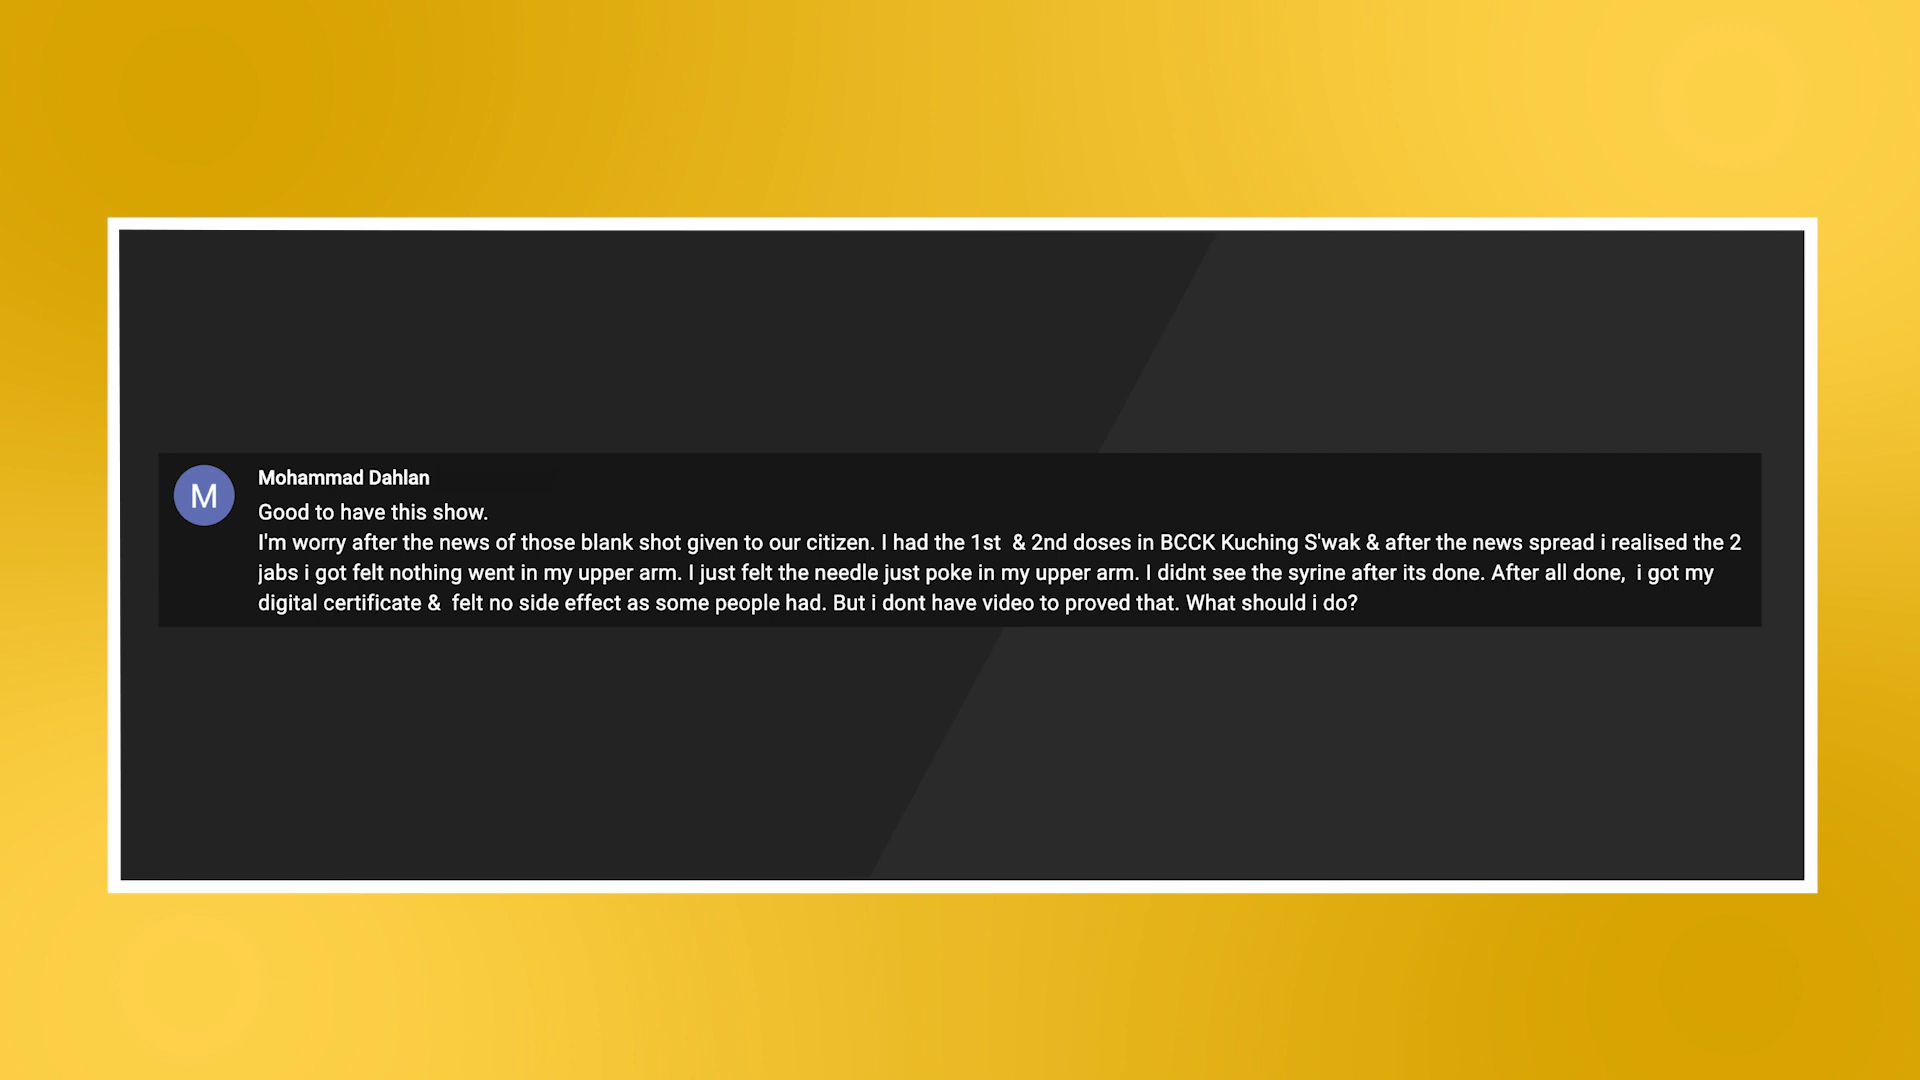 M
Mohammad Dahlan
Good to have this show.
I'm worry after the news of those blank shot given to our citizen. I had the 1st  & 2nd doses in BCCK Kuching S'wak & after the news spread i realised the 2
jabs i got felt nothing went in my upper arm. I just felt the needle just poke in my upper arm. I didnt see the syrine after its done. After all done,  i got my
digital certificate &  felt no side effect as some people had. But i dont have video to proved that. What should i do?